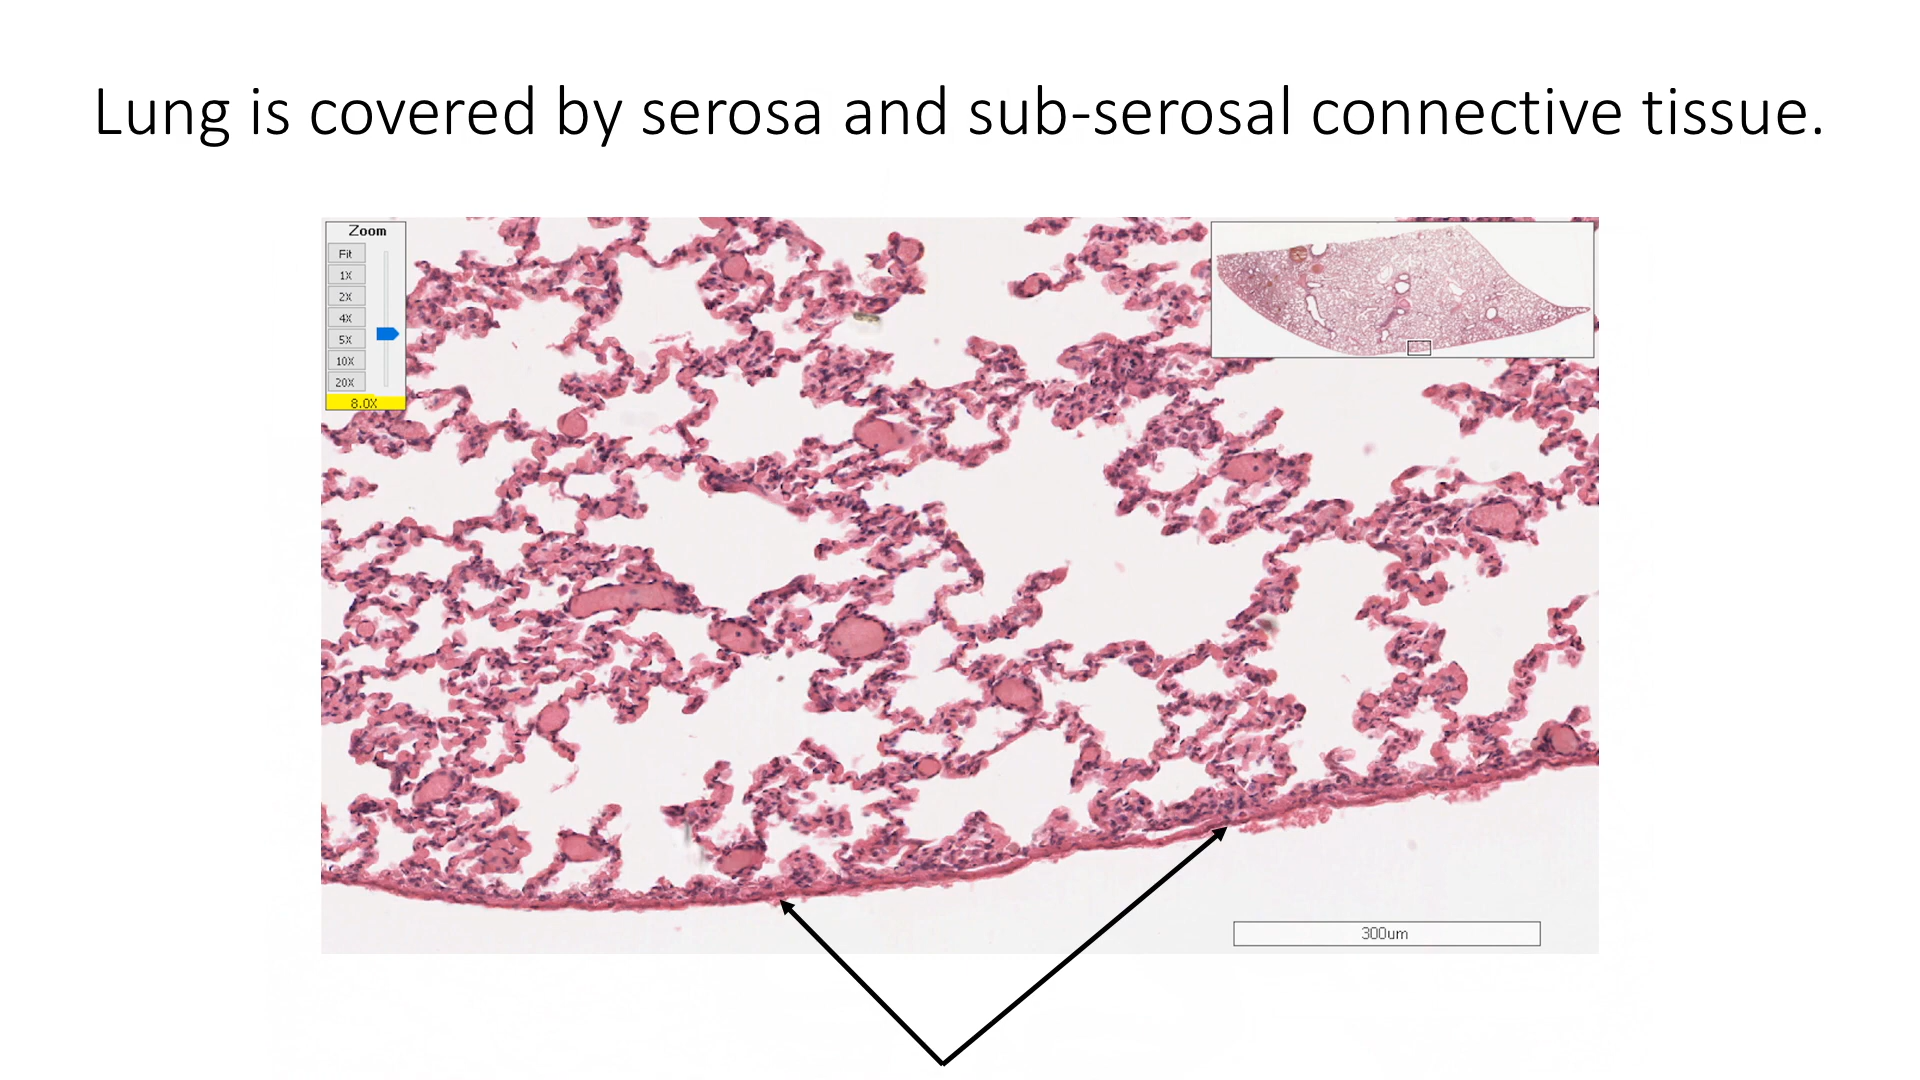 Lung is covered by serosa and sub-serosal connective tissue.
Zoom
Fit
1X
2X
4X
5X
10X
20X
8.0X
300um